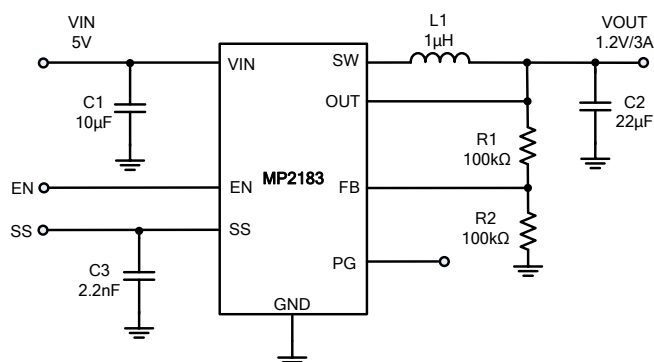 VIN
5V
L1
1µH
VOUT
1.2V/3A
VIN
SW
C1
10µF
OUT
C2
22µF
R1
100kΩ
MP2183
EN
EN
FB
SS
SS
R2
100kΩ
C3
2.2nF
PG
GND